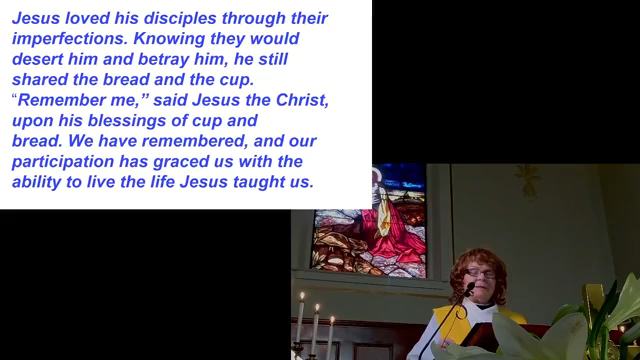 Jesus loved his disciples through their
imperfections. Knowing they would
desert him and betray him, he still
shared the bread and the cup.
“Remember me,” said Jesus the Christ,
upon his blessings of cup and
bread. We have remembered, and our
participation has graced us with the
ability to live the life Jesus taught us.